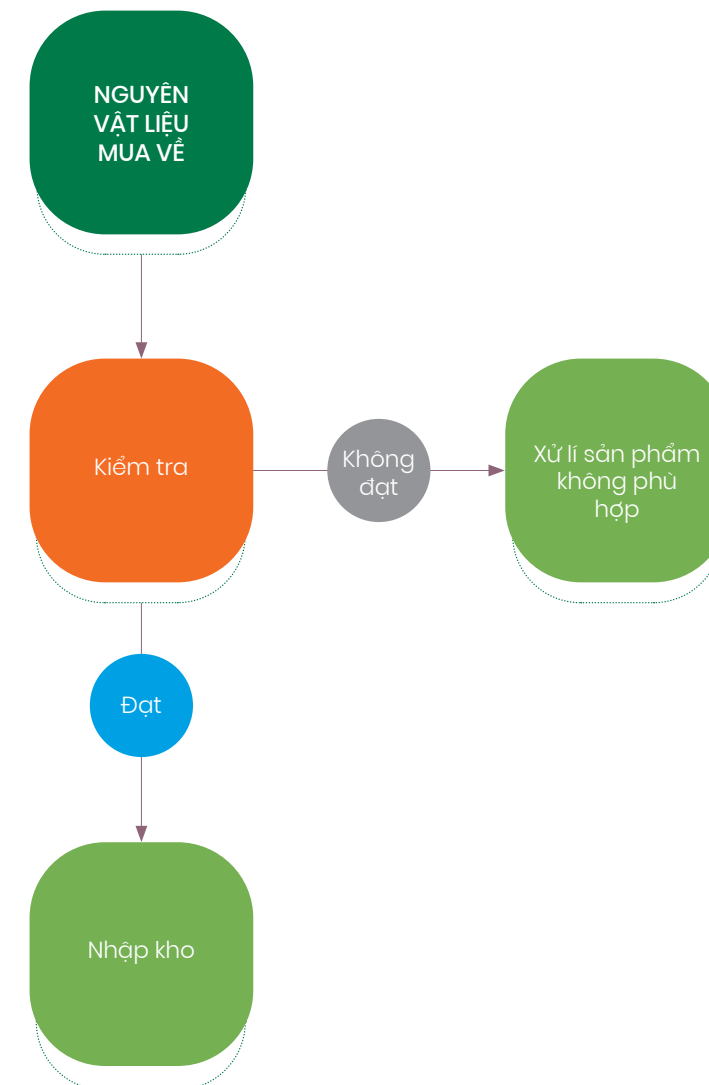 NGUYÊN
VẬT LIỆU
MUA VỀ
Kiểm tra
Không
đạt
Xử lí sản phẩm
không phù
hợp
Đạt
Nhập kho